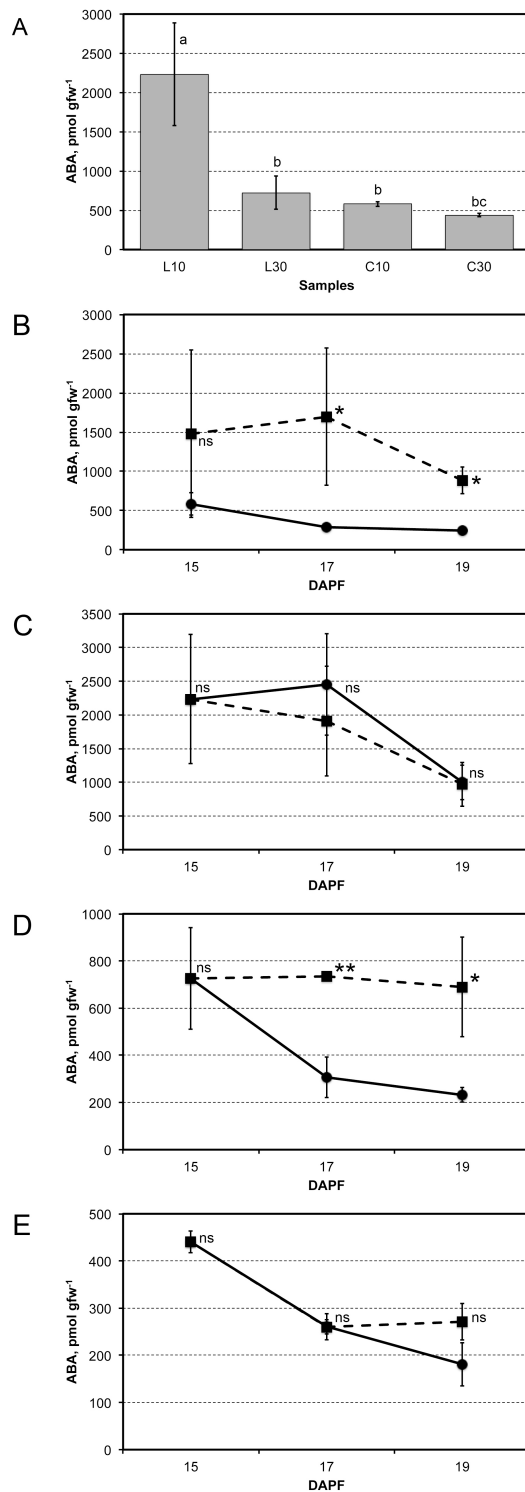 A
3000
2500
2000
1500
1000
500
0
ABA, pmol gfw-1
a
b
b
bc
L10 L30 C10 C30
Samples
B
3000
2500
2000
1500
1000
500
0
ABA, pmol gfw-1
ns
*
*
15 17 19
DAPF
C
3500
3000
2500
2000
1500
1000
500
0
ABA, pmol gfw-1
ns
ns
ns
15 17 19
DAPF
D
1000
800
600
400
200
0
ABA, pmol gfw-1
ns
**
*
15 17 19
DAPF
E
500
400
300
200
100
0
ABA, pmol gfw-1
ns
ns
ns
15 17 19
DAPF